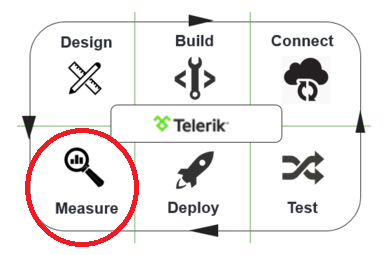 Design
Build
Connect
Telerik
Measure
Deploy
Test